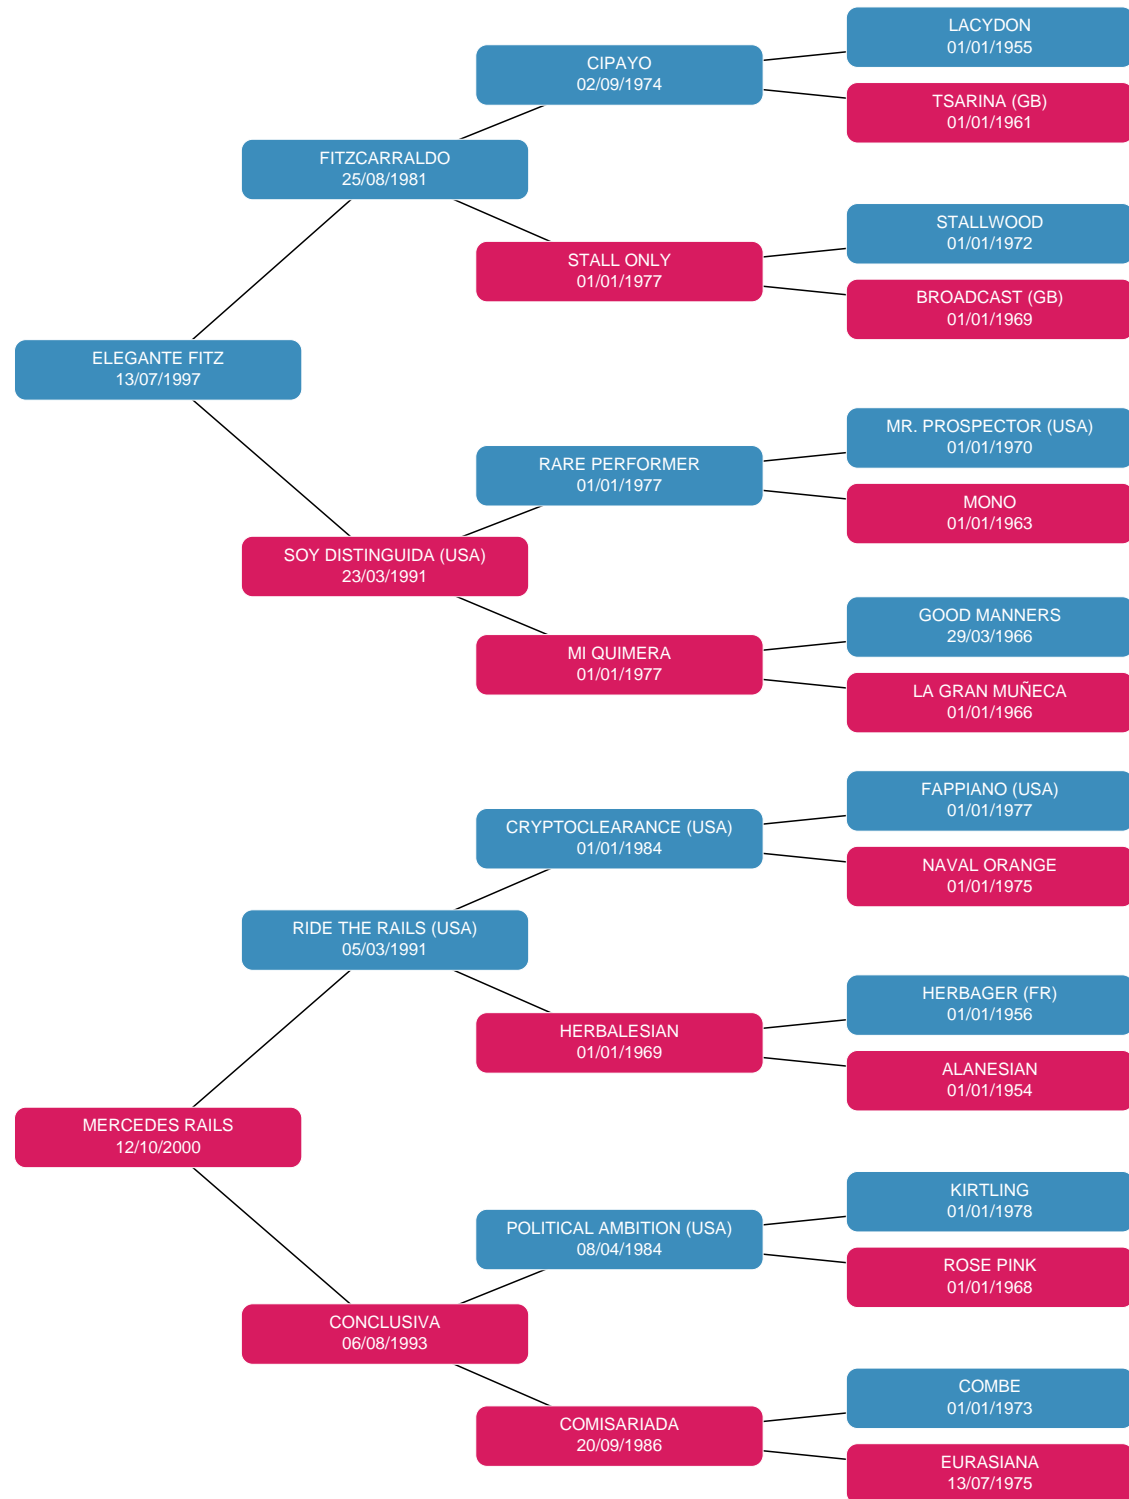 LACYDON
01/01/1955
CIPAYO
02/09/1974
TSARINA (GB)
01/01/1961
FITZCARRALDO
25/08/1981
STALLWOOD
01/01/1972
STALL ONLY
01/01/1977
BROADCAST (GB)
01/01/1969
ELEGANTE FITZ
13/07/1997
MR. PROSPECTOR (USA)
01/01/1970
RARE PERFORMER
01/01/1977
MONO
01/01/1963
SOY DISTINGUIDA (USA)
23/03/1991
GOOD MANNERS
29/03/1966
MI QUIMERA
01/01/1977
LA GRAN MUÑECA
01/01/1966
FAPPIANO (USA)
01/01/1977
CRYPTOCLEARANCE (USA)
01/01/1984
NAVAL ORANGE
01/01/1975
RIDE THE RAILS (USA)
05/03/1991
HERBAGER (FR)
01/01/1956
HERBALESIAN
01/01/1969
ALANESIAN
01/01/1954
MERCEDES RAILS
12/10/2000
KIRTLING
01/01/1978
POLITICAL AMBITION (USA)
08/04/1984
ROSE PINK
01/01/1968
CONCLUSIVA
06/08/1993
COMBE
01/01/1973
COMISARIADA
20/09/1986
EURASIANA
13/07/1975